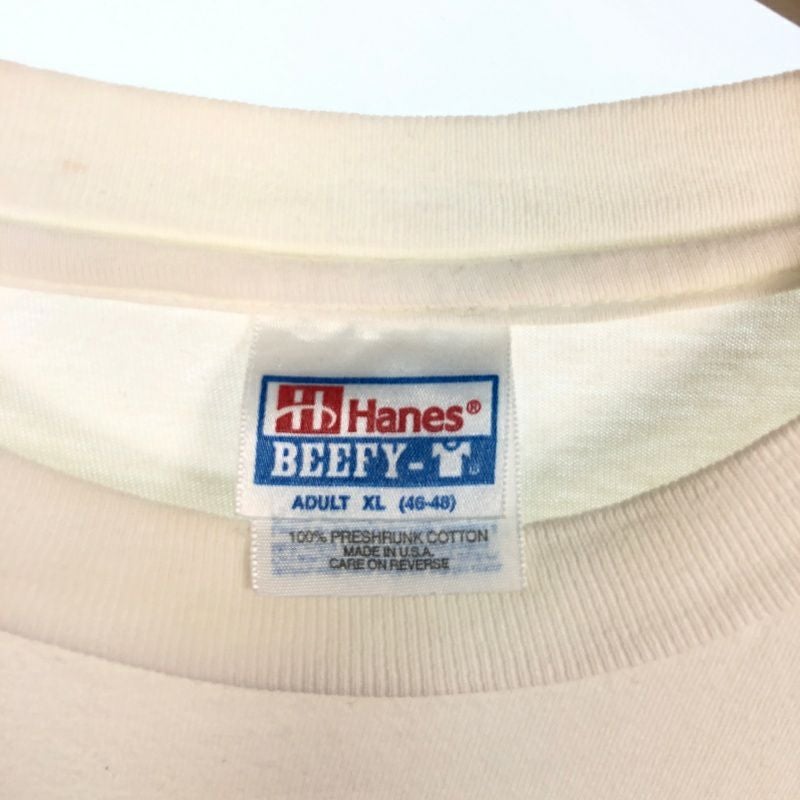 Hanes®
BEEFY-
ADULT XL (46-48)
100% PRESHRUNK COTTON
MADE IN U.S.A.
CARE ON REVERSE